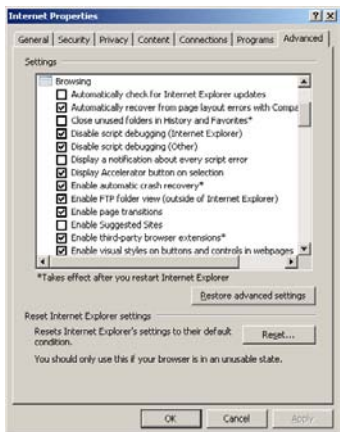 Internet Properties
General Security Privacy Content Connections Programs Advanced
Settings
Browsing
Automatically check for Internet Explorer updates
Automatically recover from page layout errors with Compa
Close unused folders in History and Favorites*
Disable script debugging (Internet Explorer)
Disable script debugging (Other)
Display a notification about every script error
Display Accelerator button on selection
Enable automatic crash recovery*
Enable FTP folder view (outside of Internet Explorer)
Enable page transitions
Enable Suggested Sites
Enable third-party browser extensions*
Enable visual styles on buttons and controls in webpages
*Takes effect after you restart Internet Explorer
Restore advanced settings
Reset Internet Explorer settings
Resets Internet Explorer's settings to their default
condition.
Reset...
You should only use this if your browser is in an unusable state.
OK Cancel Apply